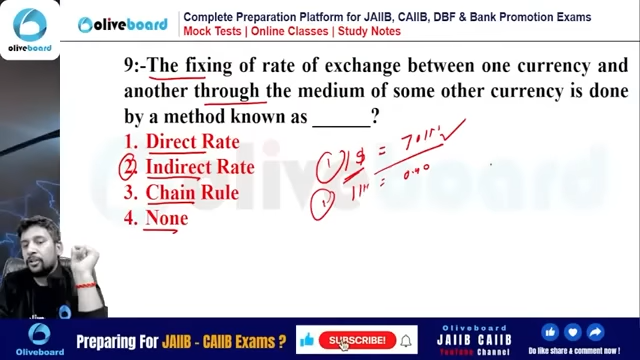 oliveboard
oliveboard
Complete Preparation Platform for JAIIB, CAIIB, DBF & Bank Promotion Exams
Mock Tests | Online Classes | Study Notes
9:-The fixing of rate of exchange between one currency and
another through the medium of some other currency is done
by a method known as ______?
1. Direct Rate
2. Indirect Rate
3. Chain Rule
4. None
1 1$ =
oliveboard
Oliveboard
Preparing For JAIIB - CAIIB Exams ?
SUBSCRIBE!
Oliveboard
JAIIB CAIIB
Do like share & comment now!